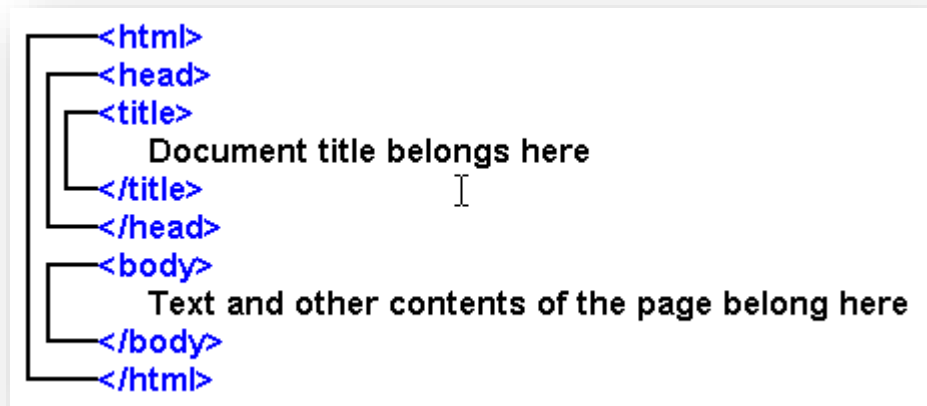 <html>
<head>
<title>
Document title belongs here
</title>
</head>
<body>
Text and other contents of the page belong here
</body>
</html>